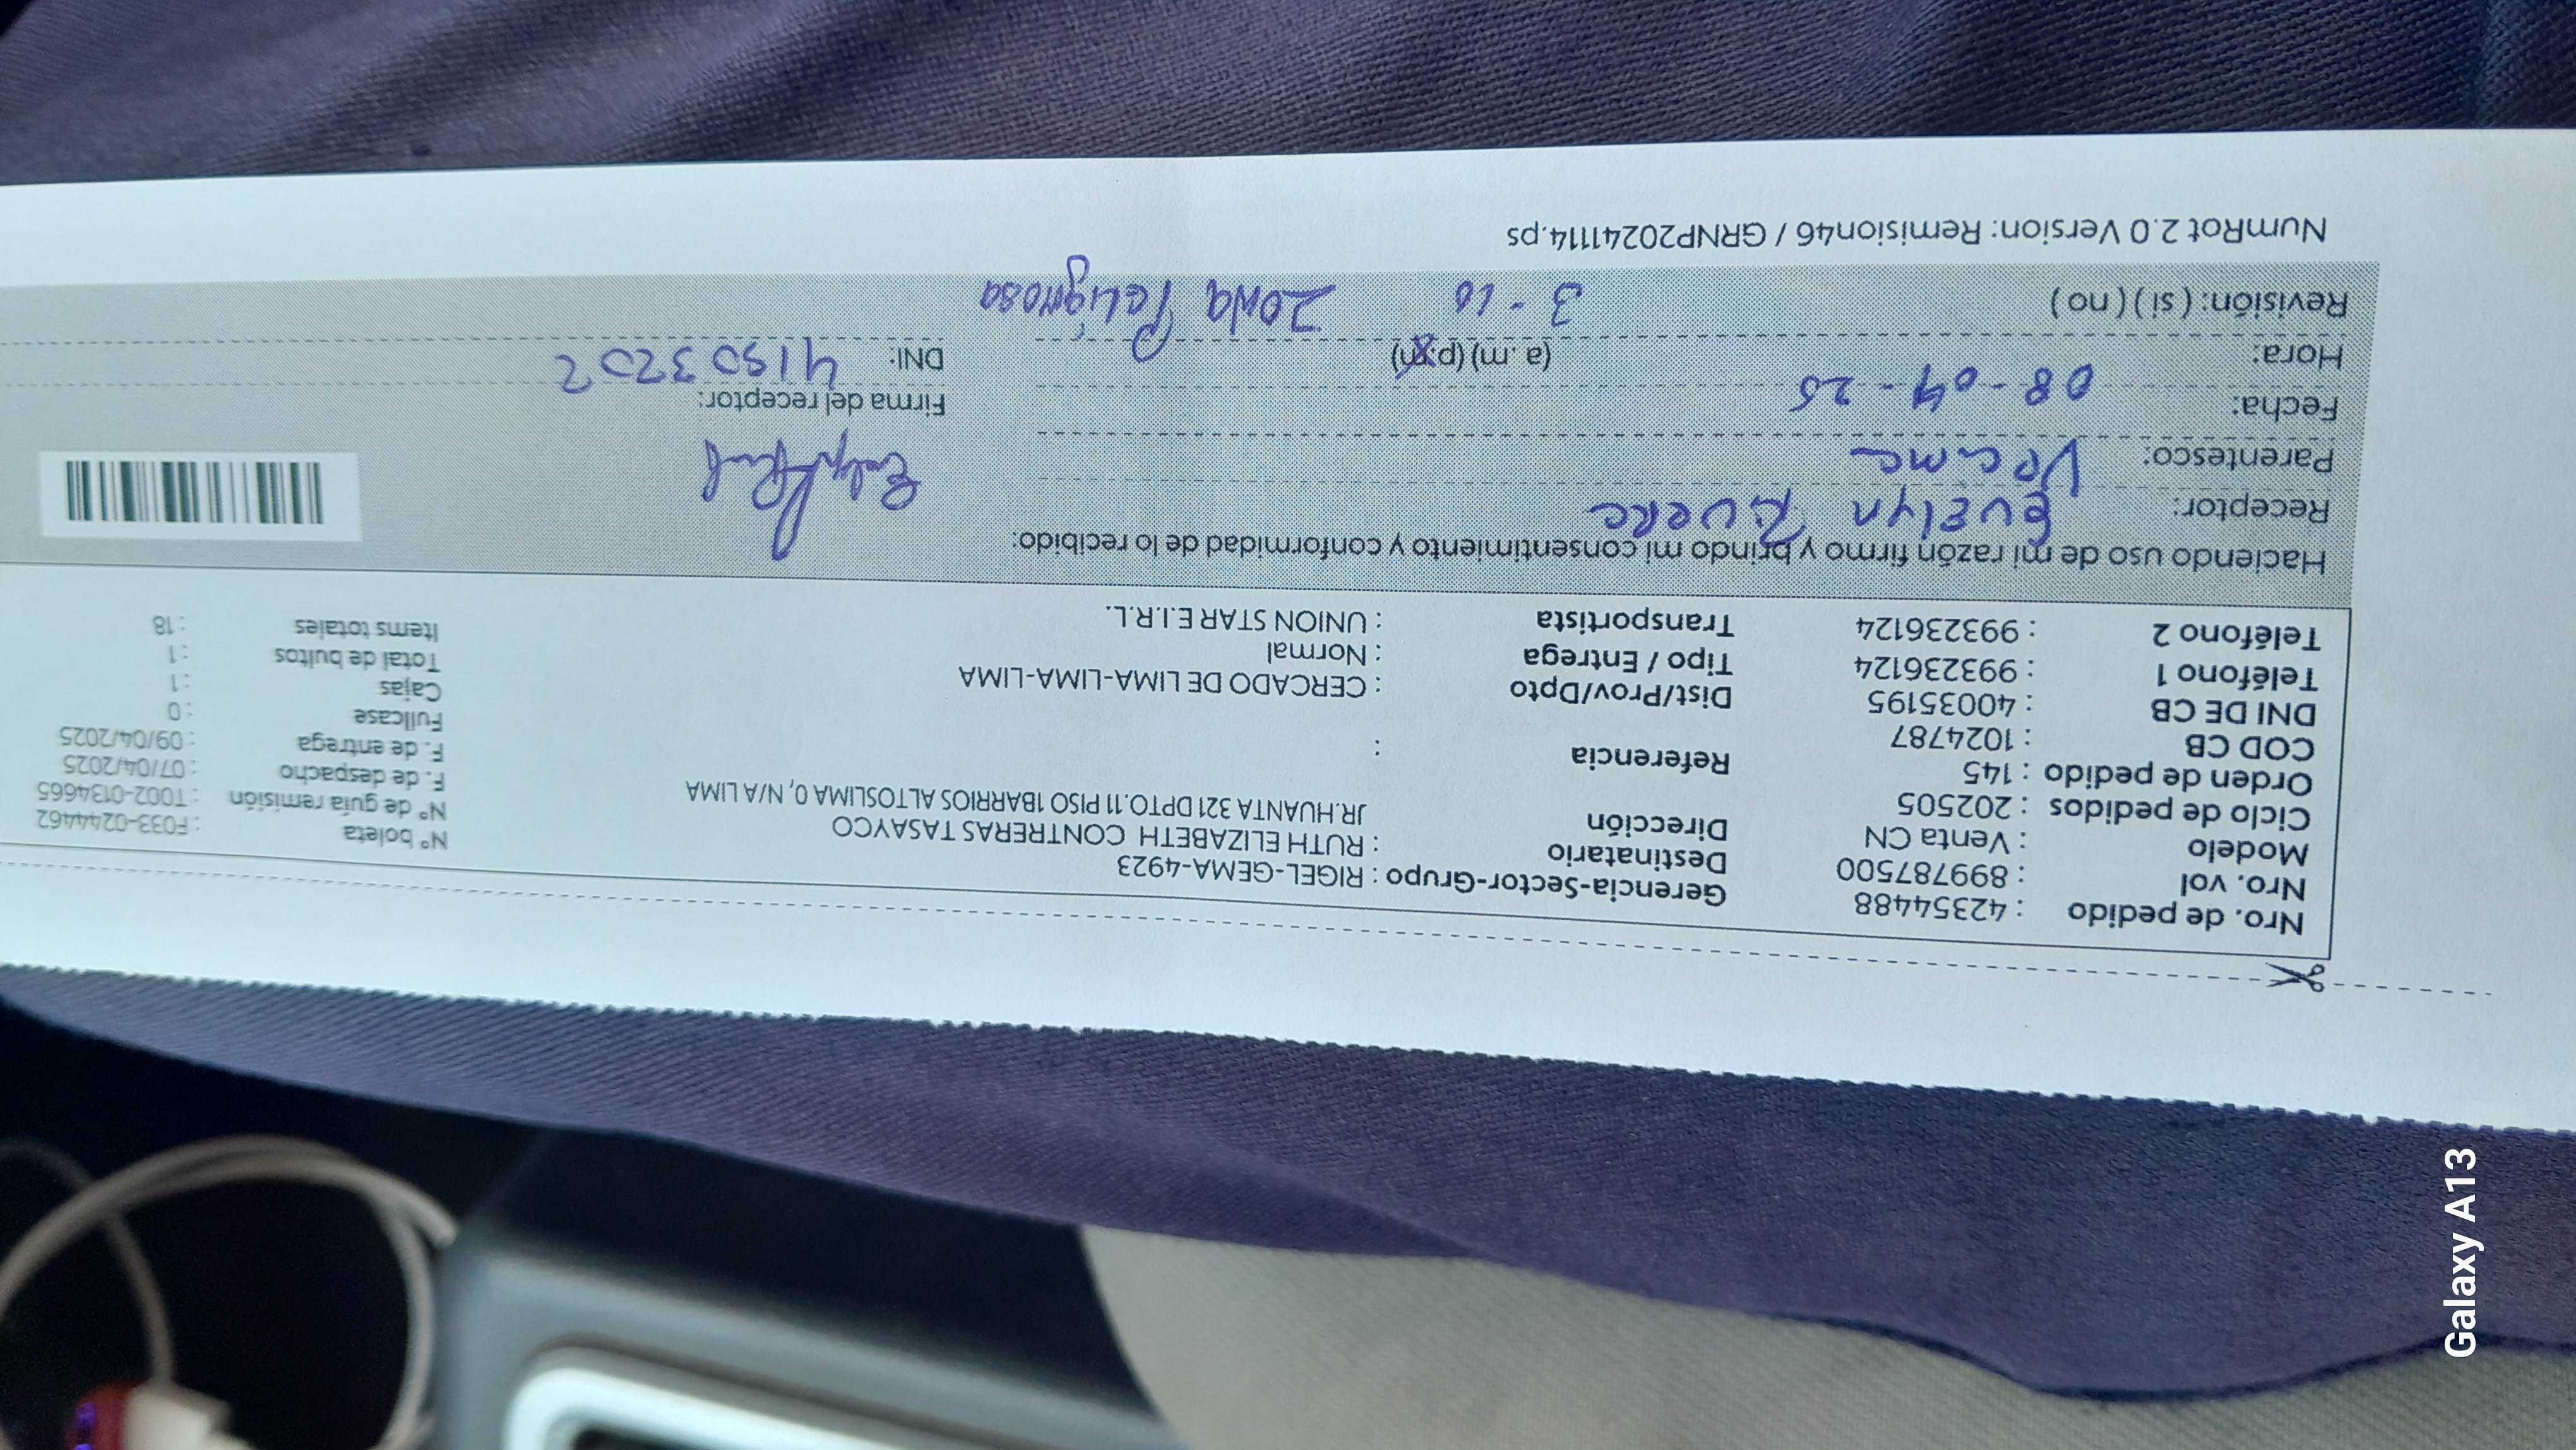 Nro. de pedido : 42354488
Nro. vol : 899787500
Modelo : Venta CN
Ciclo de pedidos : 202505
Orden de pedido : 145
COD CB : 1024787
DNI DE CB : 40035195
Teléfono 1 : 993236124
Teléfono 2 : 993236124
Gerencia-Sector-Grupo : RIGEL-GEMA-4923
Destinatario : RUTH ELIZABETH CONTRERAS TASAYCO
Dirección JR.HUANTA 321 DPTO.11 PISO 1BARRIOS ALTOSLIMA 0, N/A LIMA
Referencia :
Dist/Prov/Dpto : CERCADO DE LIMA-LIMA-LIMA
Tipo / Entrega : Normal
Transportista : UNION STAR E.I.R.L.
N° boleta : F033-0244462
N° de guía remisión : T002-0134665
F. de despacho : 07/04/2025
F. de entrega : 09/04/2025
Fullcase : 0
Cajas : 1
Total de bultos : 1
Items totales : 18
Haciendo uso de mi razón firmo y brindo mi consentimiento y conformidad de lo recibido:
Receptor: Evelyn
Parentesco:
Fecha: 08-04-25
Hora: (a.m) (p.m)
Revisión: ( si ) ( no ) 3-10 Zona Peligrosa
Firma del receptor:
DNI: 41503202
NumRot 2.0 Version: Remision46 / GRNP20241114.ps
Galaxy A13